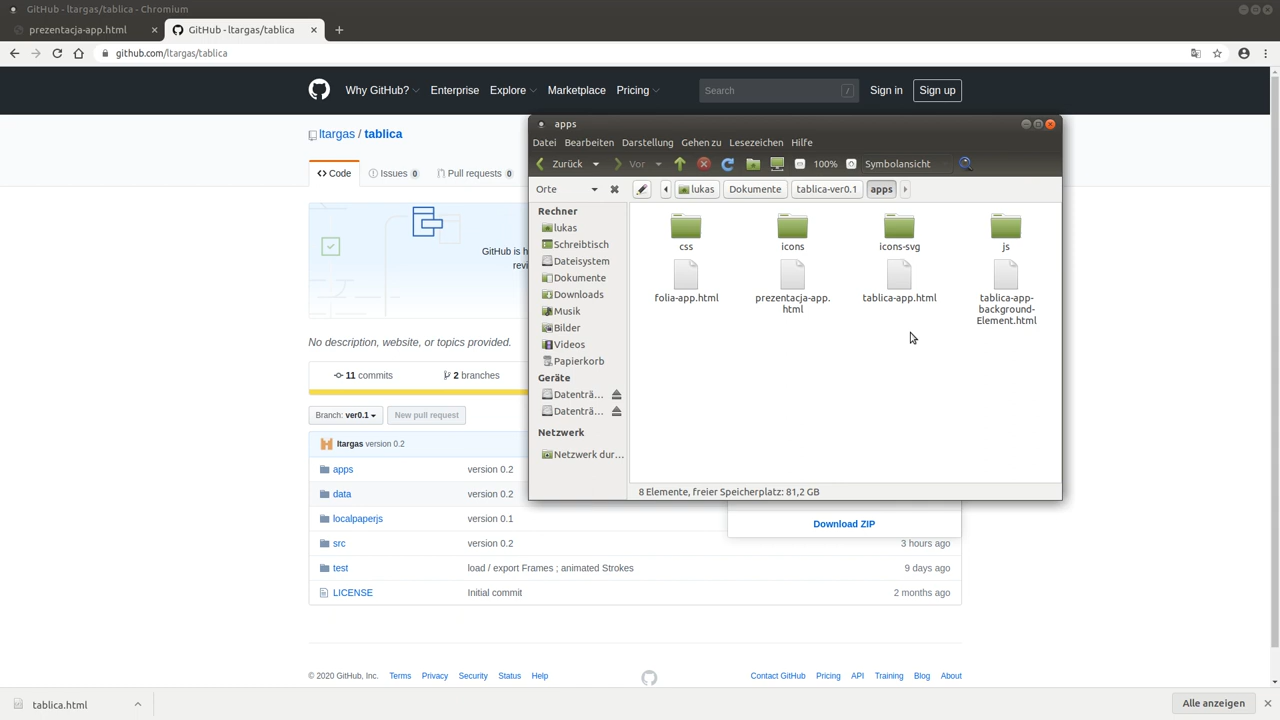 GitHub - ltargas/tablica - Chromium
prezentacja-app.html
GitHub - ltargas/tablica
github.com/ltargas/tablica
Why GitHub? Enterprise Explore Marketplace Pricing
Search /
Sign in Sign up
ltargas / tablica
Code
Issues 0
Pull requests 0
GitHub is h
revi
No description, website, or topics provided.
11 commits
2 branches
Branch: ver0.1
New pull request
ltargas version 0.2
apps version 0.2
data version 0.2
localpaperjs version 0.1
src version 0.2 3 hours ago
test load / export Frames ; animated Strokes 9 days ago
LICENSE Initial commit 2 months ago
Download ZIP
© 2020 GitHub, Inc. Terms Privacy Security Status Help
Contact GitHub Pricing API Training Blog About
apps
Datei Bearbeiten Darstellung Gehen zu Lesezeichen Hilfe
Zurück Vor 100% Symbolansicht
Orte
lukas Dokumente tablica-ver0.1 apps
Rechner
lukas
Schreibtisch
Dateisystem
Dokumente
Downloads
Musik
Bilder
Videos
Papierkorb
Geräte
Datenträ...
Datenträ...
Netzwerk
Netzwerk dur...
css
icons
icons-svg
js
folia-app.html
prezentacja-app.
html
tablica-app.html
tablica-app-
background-
Element.html
8 Elemente, freier Speicherplatz: 81,2 GB
tablica.html
Alle anzeigen